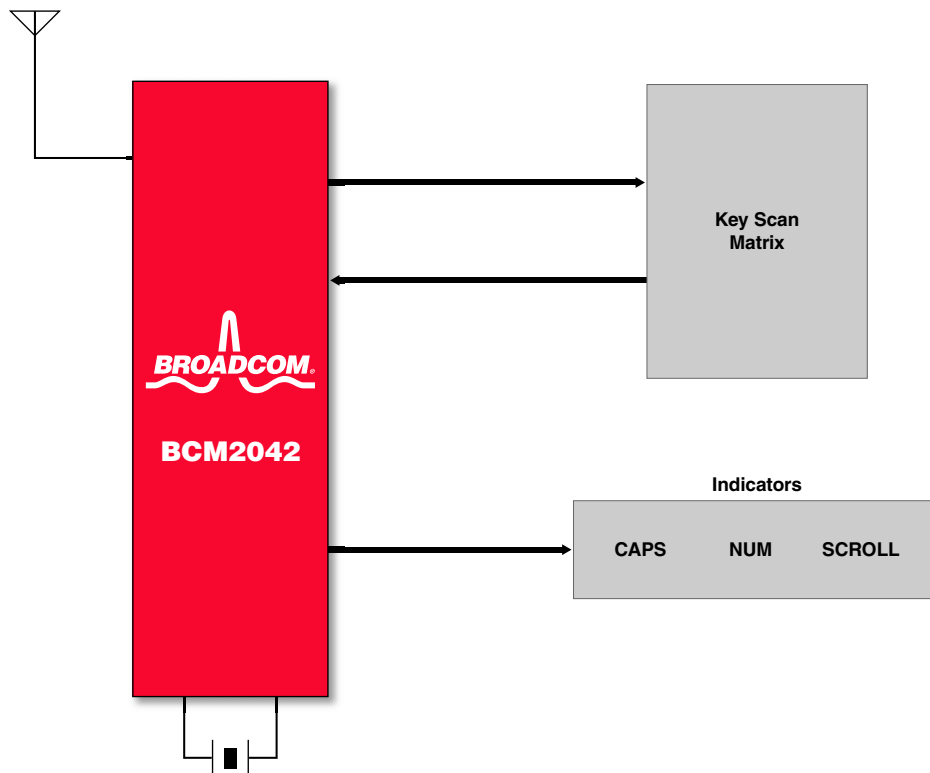 Key Scan
Matrix
BROADCOM®
BCM2042
Indicators
CAPS NUM SCROLL